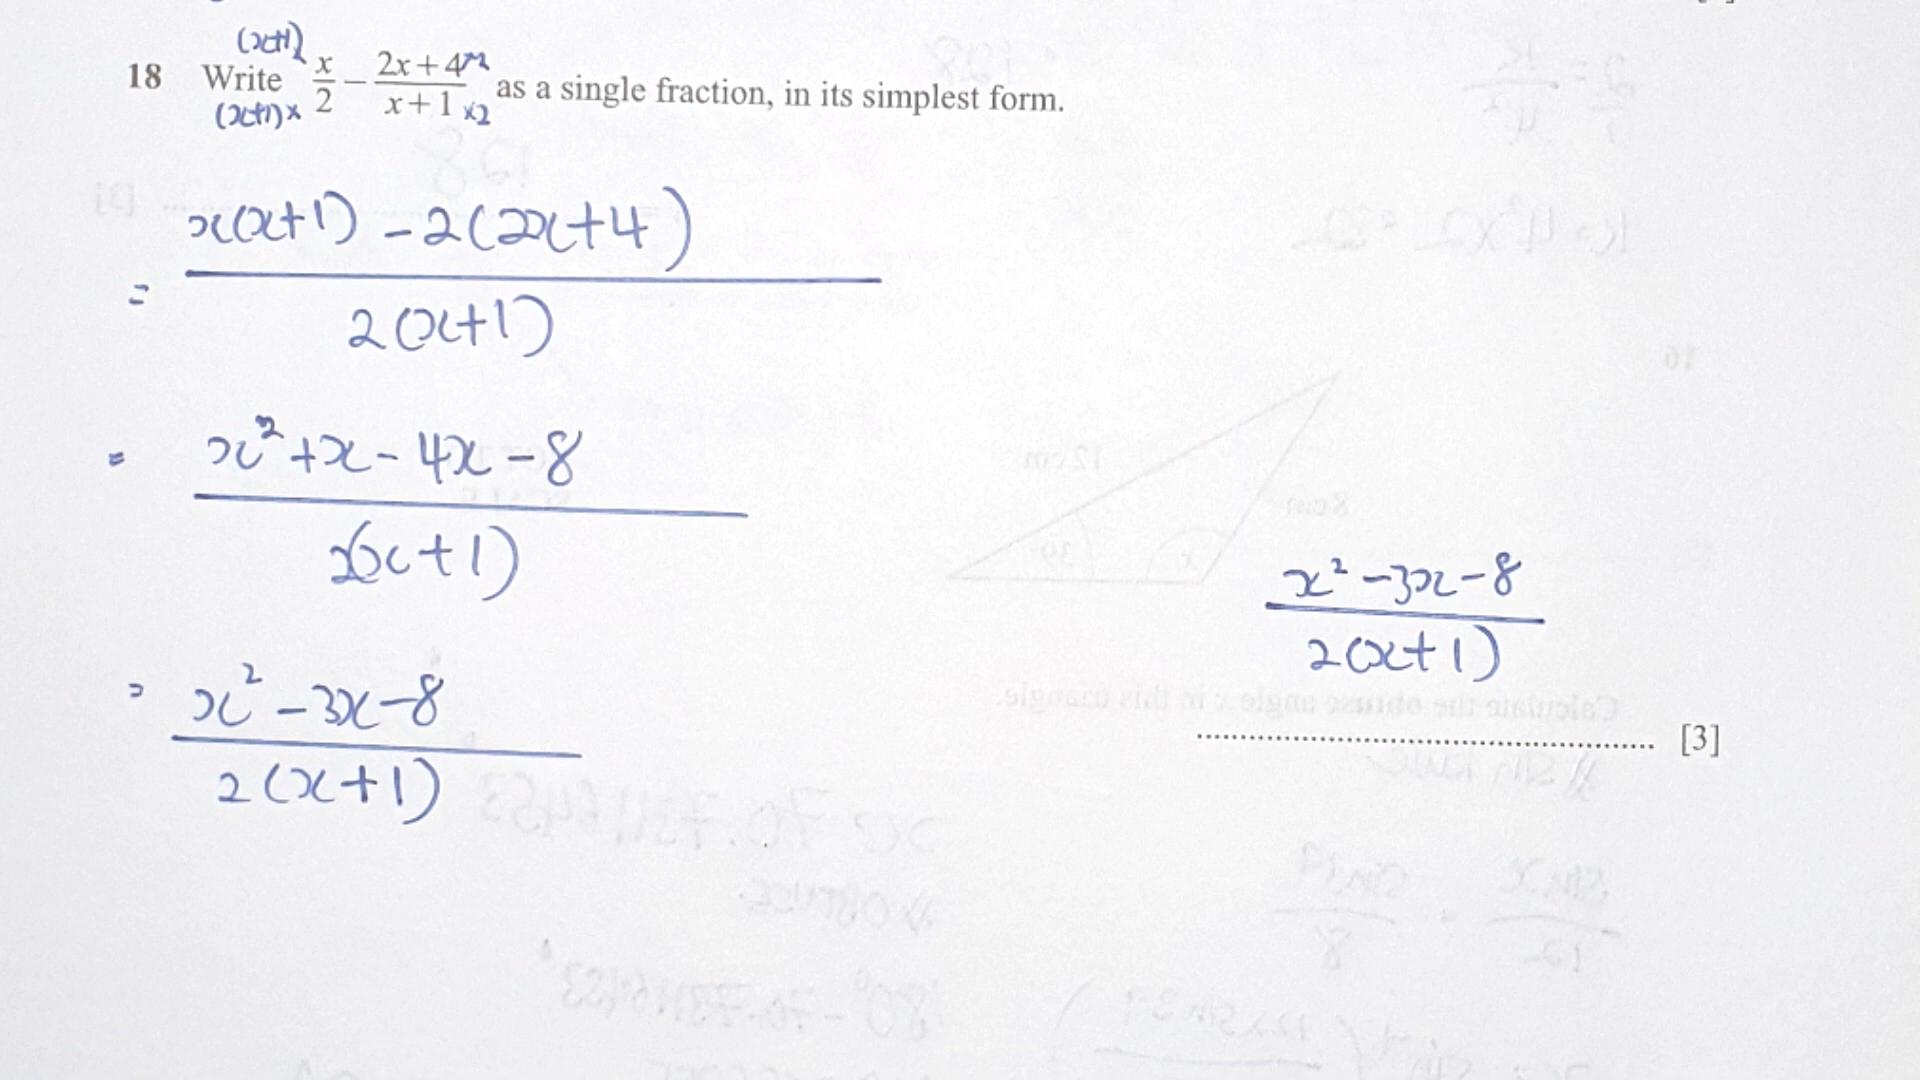 (x+1)
18 Write x/2 − 2x+4/x+1 as a single fraction, in its simplest form.
(x+1)× ×2
x(x+1) - 2(2x+4)
=
2(x+1)
= x²+x-4x-8
2(x+1)
x²-3x-8
2(x+1)
= x²-3x-8
2(x+1)
[3]